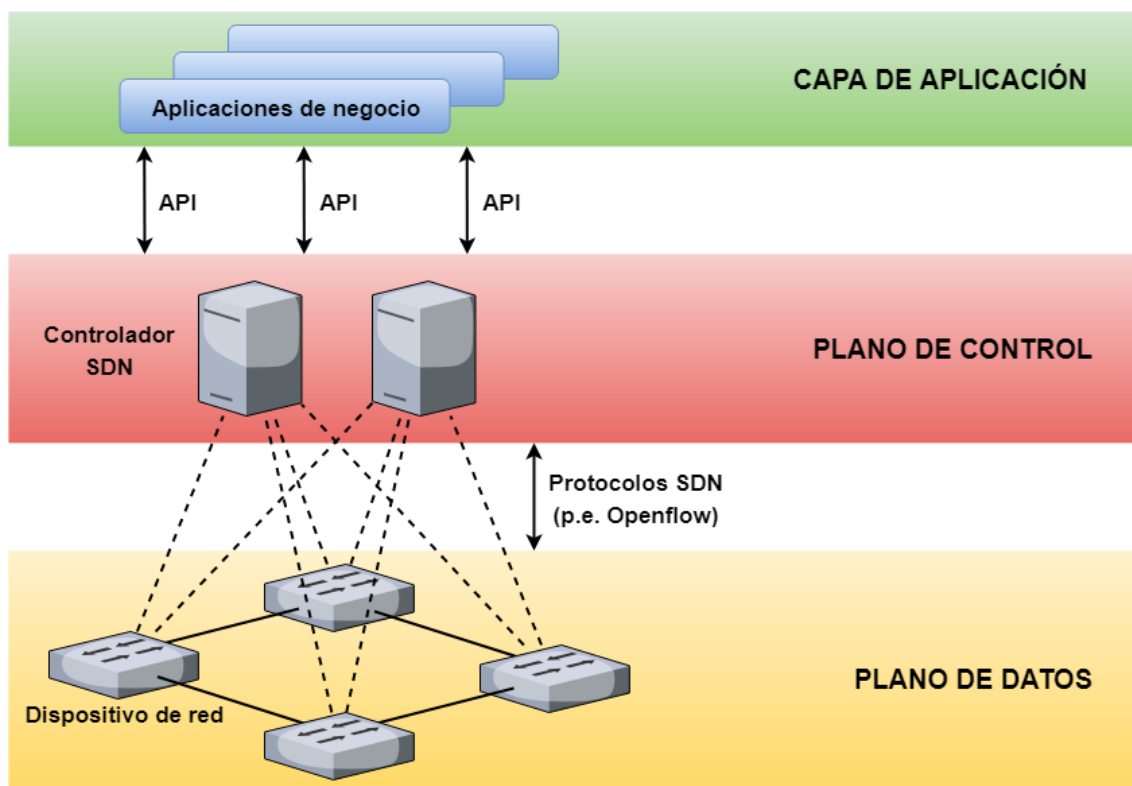 CAPA DE APLICACIÓN
Aplicaciones de negocio
API
API
API
Controlador
SDN
PLANO DE CONTROL
Protocolos SDN
(p.e. Openflow)
PLANO DE DATOS
Dispositivo de red